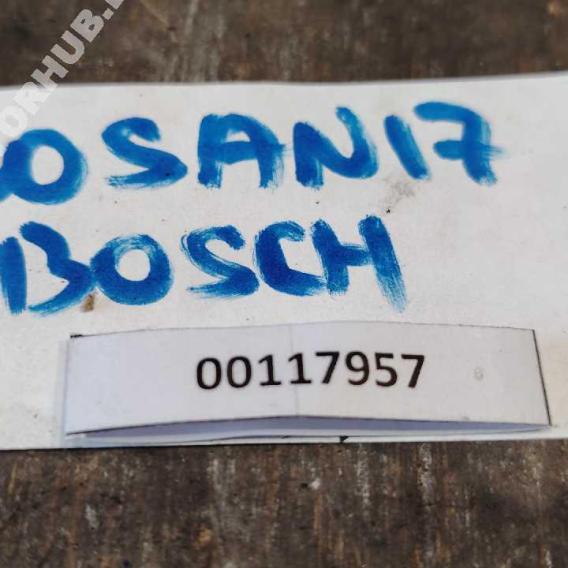 ORHUB.
OSAN17
BOSCH
00117957